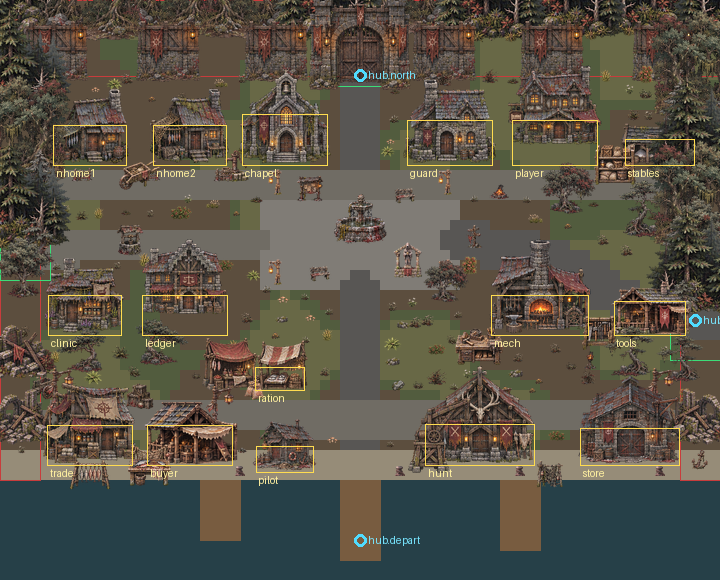 hub.north
nhome1
nhome2
chapel
guard
player
stables
hub
clinic
ledger
mech
tools
ration
trade
buyer
pilot
hunt
store
hub.depart